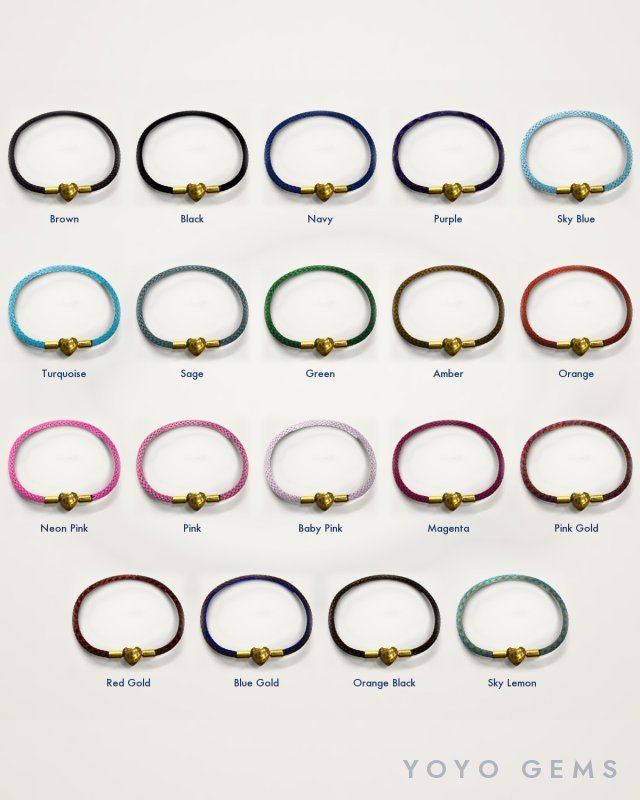 Brown Black Navy Purple Sky Blue
Turquoise Sage Green Amber Orange
Neon Pink Pink Baby Pink Magenta Pink Gold
Red Gold Blue Gold Orange Black Sky Lemon
YOYO GEMS